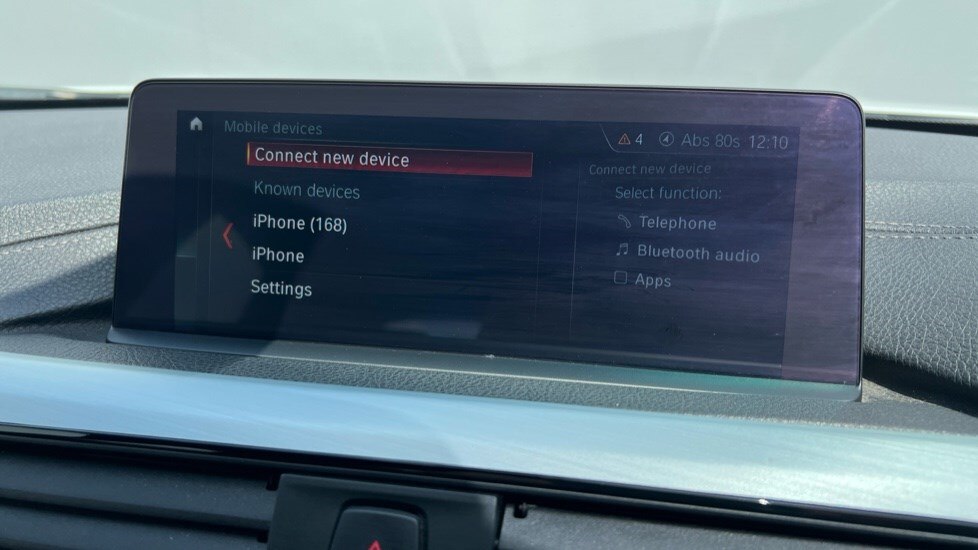 Mobile devices
4 Abs 80s 12:10
Connect new device
Known devices
iPhone (168)
iPhone
Settings
Connect new device
Select function:
Telephone
Bluetooth audio
Apps